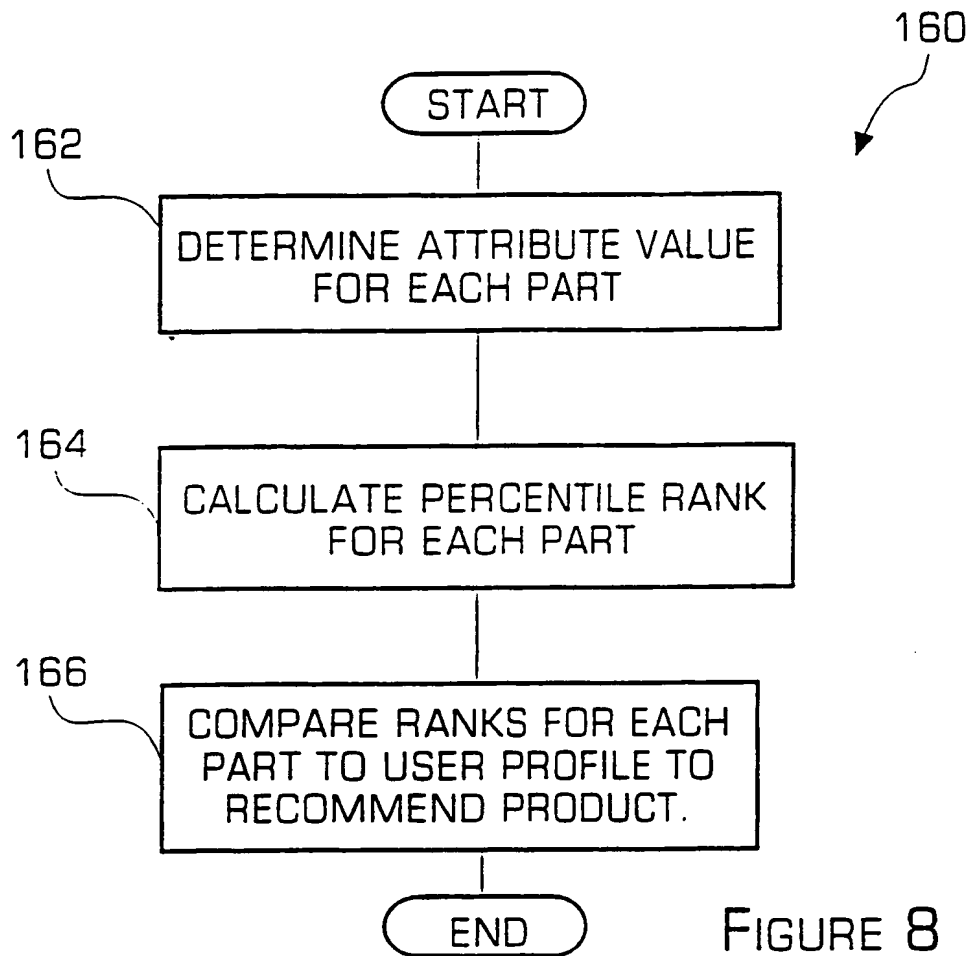 160
START
162
DETERMINE ATTRIBUTE VALUE
FOR EACH PART
164
CALCULATE PERCENTILE RANK
FOR EACH PART
166
COMPARE RANKS FOR EACH
PART TO USER PROFILE TO
RECOMMEND PRODUCT.
END
FIGURE 8